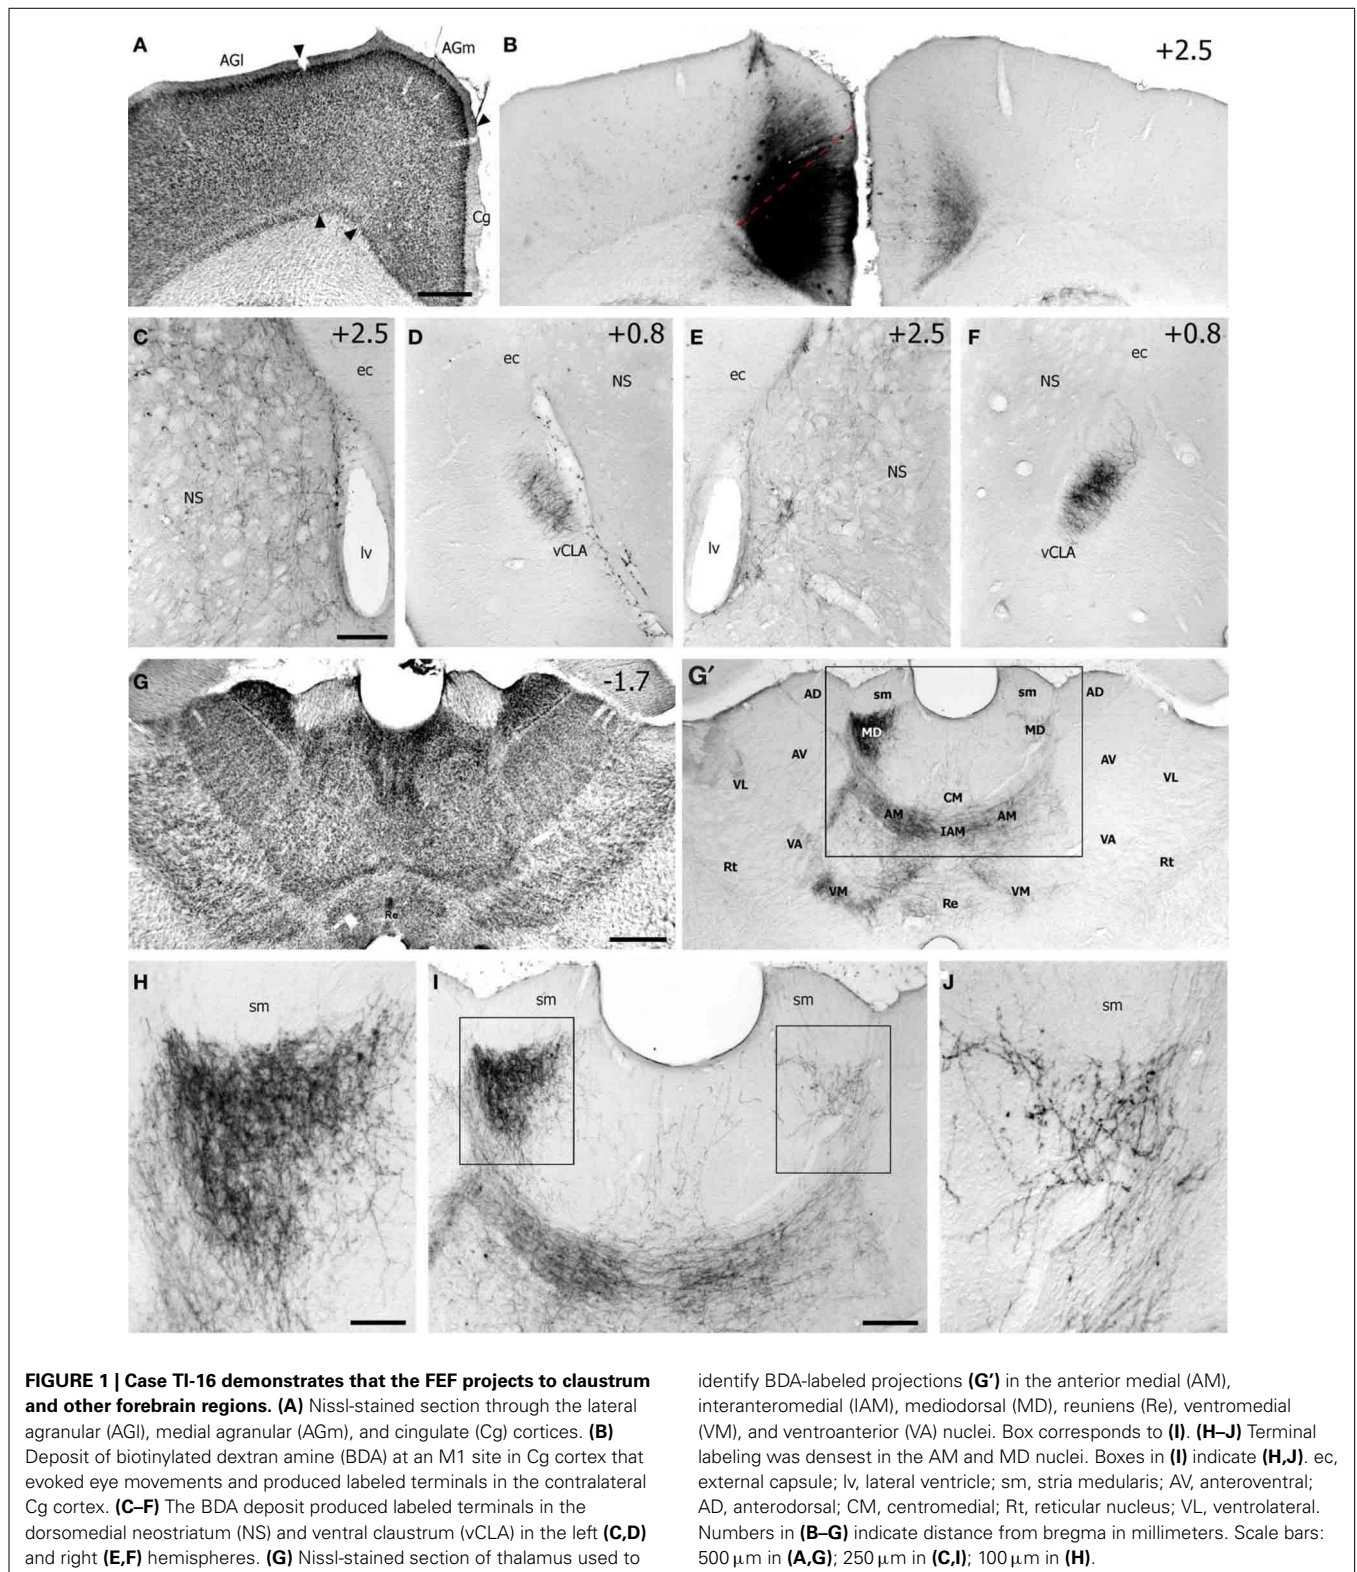 A
AGl
AGm
Cg
B
+2.5
C
+2.5
ec
NS
lv
D
+0.8
ec
NS
vCLA
E
+2.5
ec
NS
lv
F
+0.8
ec
NS
vCLA
G
-1.7
Re
G′
AD
sm
sm
AD
MD
MD
AV
AV
VL
VL
CM
AM
AM
IAM
VA
VA
Rt
Rt
VM
VM
Re
H
sm
I
sm
sm
J
sm
FIGURE 1 | Case TI-16 demonstrates that the FEF projects to claustrum
and other forebrain regions. (A) Nissl-stained section through the lateral
agranular (AGl), medial agranular (AGm), and cingulate (Cg) cortices. (B)
Deposit of biotinylated dextran amine (BDA) at an M1 site in Cg cortex that
evoked eye movements and produced labeled terminals in the contralateral
Cg cortex. (C–F) The BDA deposit produced labeled terminals in the
dorsomedial neostriatum (NS) and ventral claustrum (vCLA) in the left (C,D)
and right (E,F) hemispheres. (G) Nissl-stained section of thalamus used to
identify BDA-labeled projections (G′) in the anterior medial (AM),
interanteromedial (IAM), mediodorsal (MD), reuniens (Re), ventromedial
(VM), and ventroanterior (VA) nuclei. Box corresponds to (I). (H–J) Terminal
labeling was densest in the AM and MD nuclei. Boxes in (I) indicate (H,J). ec,
external capsule; lv, lateral ventricle; sm, stria medularis; AV, anteroventral;
AD, anterodorsal; CM, centromedial; Rt, reticular nucleus; VL, ventrolateral.
Numbers in (B–G) indicate distance from bregma in millimeters. Scale bars:
500 μm in (A,G); 250 μm in (C,I); 100 μm in (H).